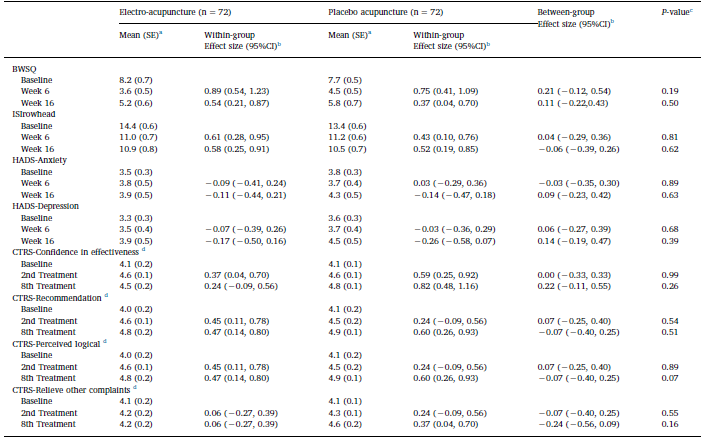 Electro-acupuncture (n = 72) Placebo acupuncture (n = 72) Between-group Effect size (95%CI)b P-valuec
Mean (SE)a Within-group Effect size (95%CI)b Mean (SE)a Within-group Effect size (95%CI)b
BWSQ
Baseline 8.2 (0.7) 7.7 (0.5)
Week 6 3.6 (0.5) 0.89 (0.54, 1.23) 4.5 (0.5) 0.75 (0.41, 1.09) 0.21 (−0.12, 0.54) 0.19
Week 16 5.2 (0.6) 0.54 (0.21, 0.87) 5.8 (0.7) 0.37 (0.04, 0.70) 0.11 (−0.22,0.43) 0.50
ISIrowhead
Baseline 14.4 (0.6) 13.4 (0.6)
Week 6 11.0 (0.7) 0.61 (0.28, 0.95) 11.2 (0.6) 0.43 (0.10, 0.76) 0.04 (−0.29, 0.36) 0.81
Week 16 10.9 (0.8) 0.58 (0.25, 0.91) 10.5 (0.7) 0.52 (0.19, 0.85) −0.06 (−0.39, 0.26) 0.62
HADS-Anxiety
Baseline 3.5 (0.3) 3.8 (0.3)
Week 6 3.8 (0.5) −0.09 (−0.41, 0.24) 3.7 (0.4) 0.03 (−0.29, 0.36) −0.03 (−0.35, 0.30) 0.89
Week 16 3.9 (0.5) −0.11 (−0.44, 0.21) 4.3 (0.5) −0.14 (−0.47, 0.18) 0.09 (−0.23, 0.42) 0.63
HADS-Depression
Baseline 3.3 (0.3) 3.6 (0.3)
Week 6 3.5 (0.4) −0.07 (−0.39, 0.26) 3.7 (0.4) −0.03 (−0.36, 0.29) 0.06 (−0.27, 0.39) 0.68
Week 16 3.9 (0.5) −0.17 (−0.50, 0.16) 4.5 (0.5) −0.26 (−0.58, 0.07) 0.14 (−0.19, 0.47) 0.39
CTRS-Confidence in effectiveness d
Baseline 4.1 (0.2) 4.1 (0.1)
2nd Treatment 4.6 (0.1) 0.37 (0.04, 0.70) 4.6 (0.1) 0.59 (0.25, 0.92) 0.00 (−0.33, 0.33) 0.99
8th Treatment 4.5 (0.2) 0.24 (−0.09, 0.56) 4.8 (0.1) 0.82 (0.48, 1.16) 0.22 (−0.11, 0.55) 0.26
CTRS-Recommendation d
Baseline 4.0 (0.2) 4.1 (0.2)
2nd Treatment 4.6 (0.1) 0.45 (0.11, 0.78) 4.5 (0.2) 0.24 (−0.09, 0.56) 0.07 (−0.25, 0.40) 0.54
8th Treatment 4.8 (0.2) 0.47 (0.14, 0.80) 4.9 (0.1) 0.60 (0.26, 0.93) −0.07 (−0.40, 0.25) 0.51
CTRS-Perceived logical d
Baseline 4.0 (0.2) 4.1 (0.2)
2nd Treatment 4.6 (0.1) 0.45 (0.11, 0.78) 4.5 (0.2) 0.24 (−0.09, 0.56) 0.07 (−0.25, 0.40) 0.89
8th Treatment 4.8 (0.2) 0.47 (0.14, 0.80) 4.9 (0.1) 0.60 (0.26, 0.93) −0.07 (−0.40, 0.25) 0.07
CTRS-Relieve other complaints d
Baseline 4.1 (0.2) 4.1 (0.1)
2nd Treatment 4.2 (0.2) 0.06 (−0.27, 0.39) 4.3 (0.1) 0.24 (−0.09, 0.56) −0.07 (−0.40, 0.25) 0.55
8th Treatment 4.2 (0.2) 0.06 (−0.27, 0.39) 4.6 (0.2) 0.37 (0.04, 0.70) −0.24 (−0.56, 0.09) 0.16